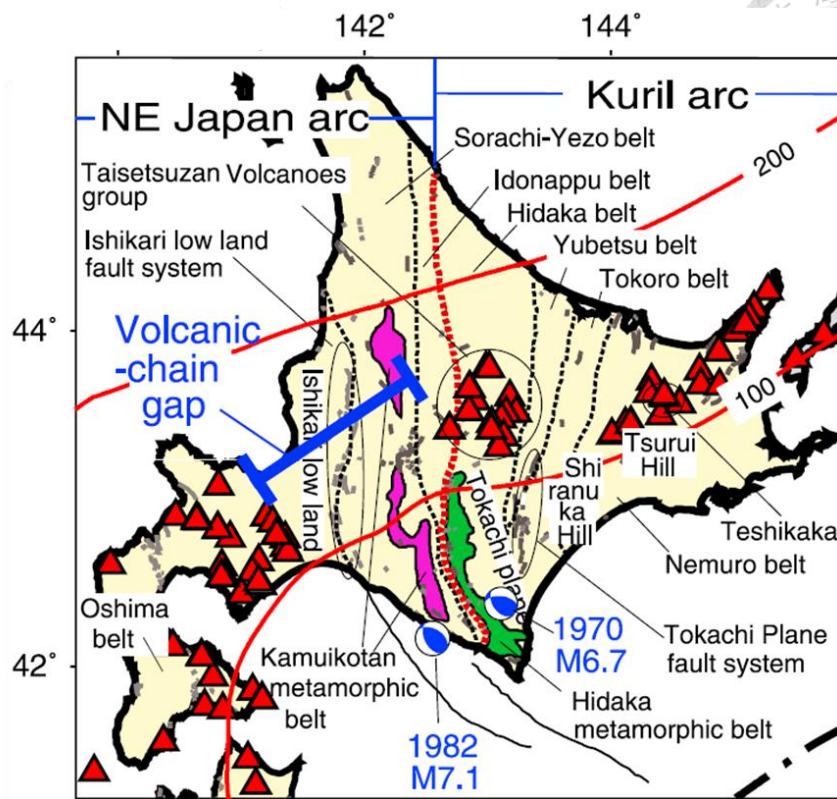 142°
144°
NE Japan arc
Kuril arc
Sorachi-Yezo belt
200
Taisetsuzan Volcanoes
group
Idonappu belt
Hidaka belt
Ishikari low land
fault system
Yubetsu belt
Tokoro belt
44°
Volcanic
-chain
gap
100
Ishikari low land
Tsurui
Hill
Shi
ranu
ka
Hill
Tokachi plane
Teshikaka
Nemuro belt
Oshima
belt
1970
M6.7
Tokachi Plane
fault system
42°
Kamuikotan
metamorphic
belt
Hidaka
metamorphic belt
1982
M7.1